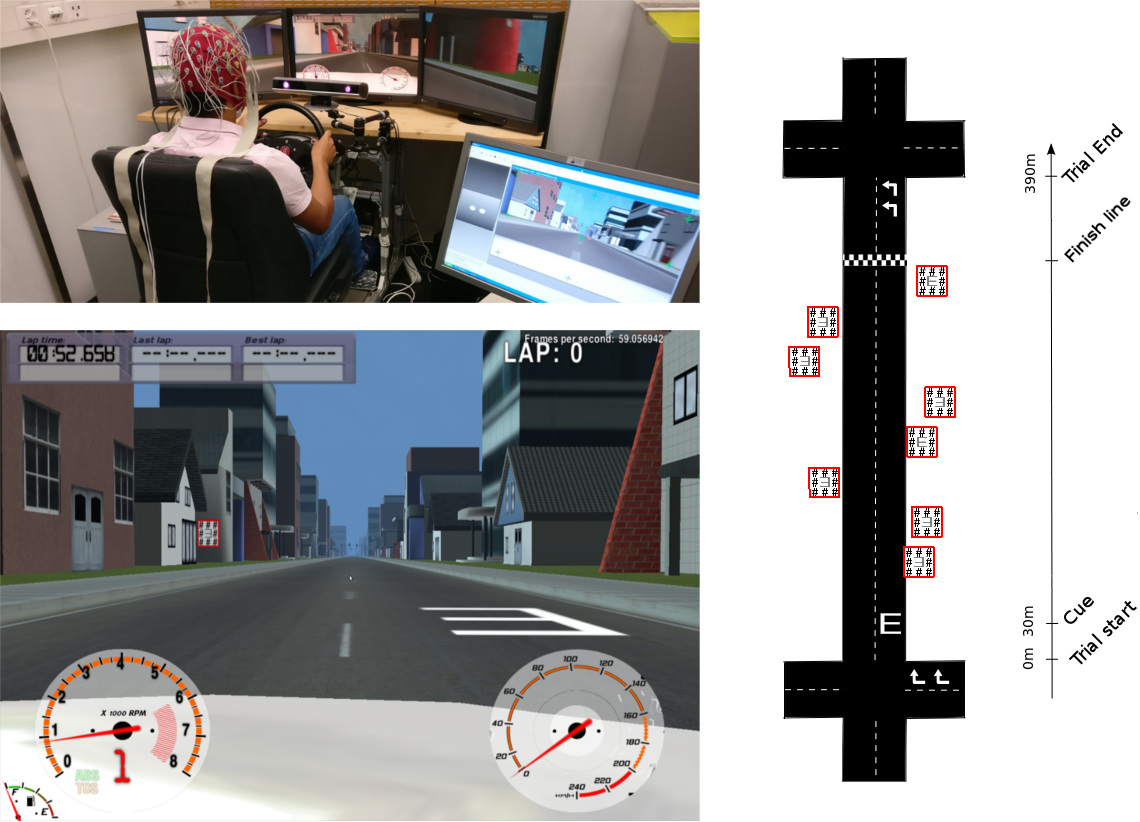 Lap time:
00:52.658
Last lap:
--:--.----
Best lap:
--:--.----
Frames per second: 59.056942
LAP: 0
E
0
1
2
3
4
5
6
7
8
X 1000 RPM
1
ABS
TCS
F
E
0
20
40
60
80
100
120
140
160
180
200
220
240
KM/H
390m
Trial End
Finish line
###
#E#
###
###
#Ǝ#
###
###
#Ǝ#
###
###
#Ǝ#
###
###
#E#
###
###
#Ǝ#
###
###
#Ǝ#
###
###
#E#
###
E
30m
Cue
0m
Trial start